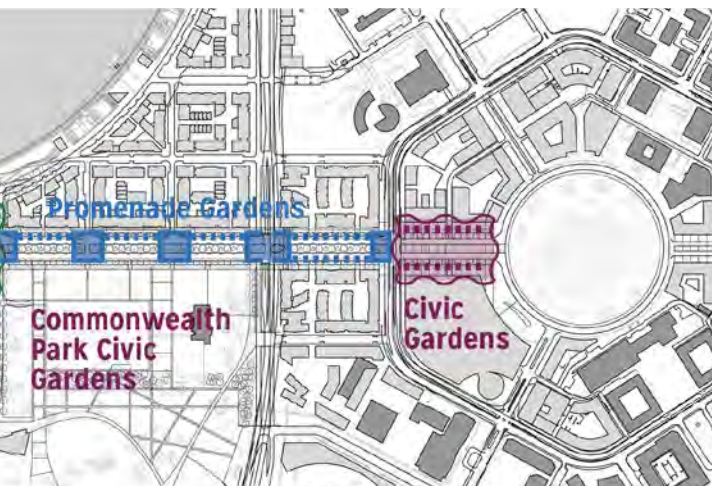 Promenade Gardens
Commonwealth
Park Civic
Gardens
Civic
Gardens